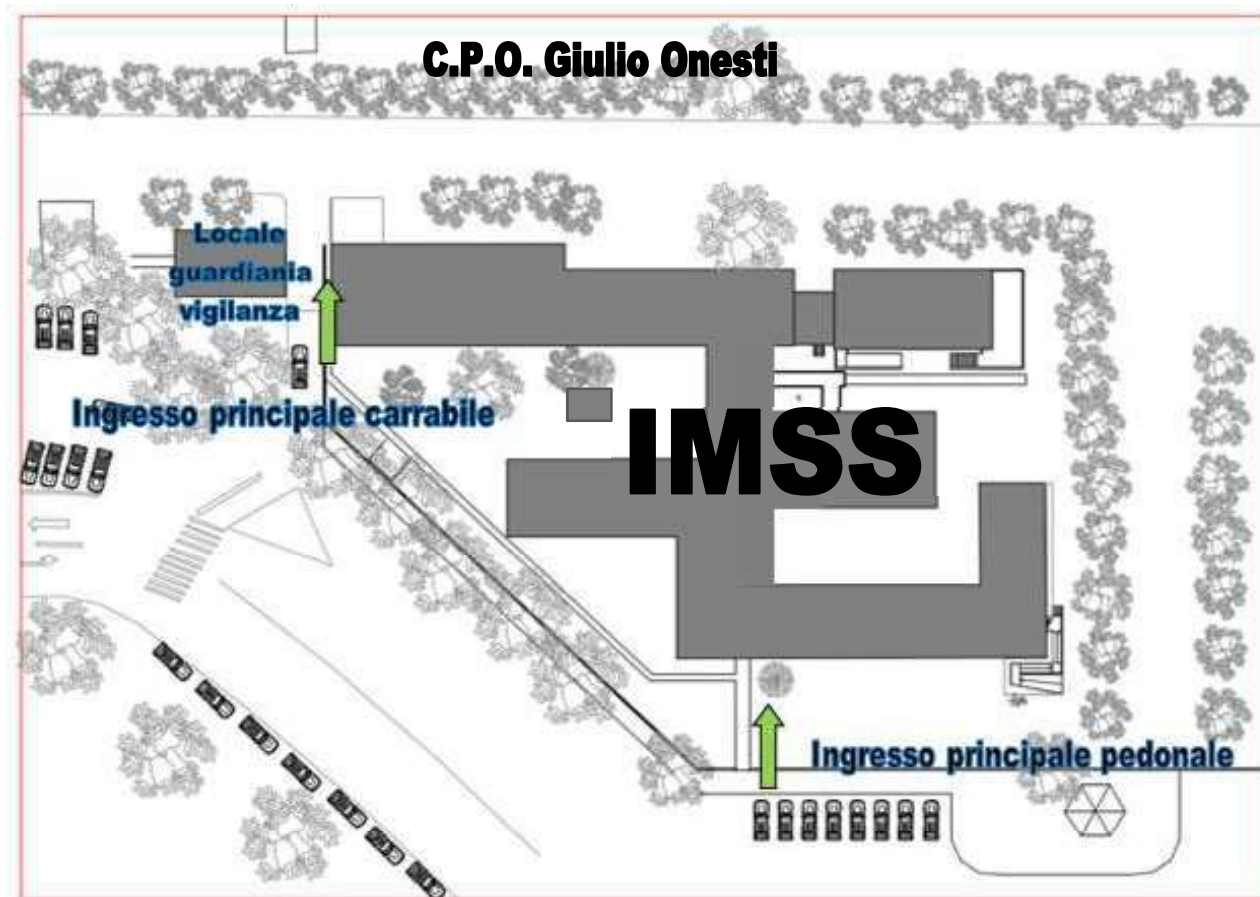 C.P.O. Giulio Onesti
Locale
guardiania
vigilanza
Ingresso principale carrabile
IMSS
Ingresso principale pedonale